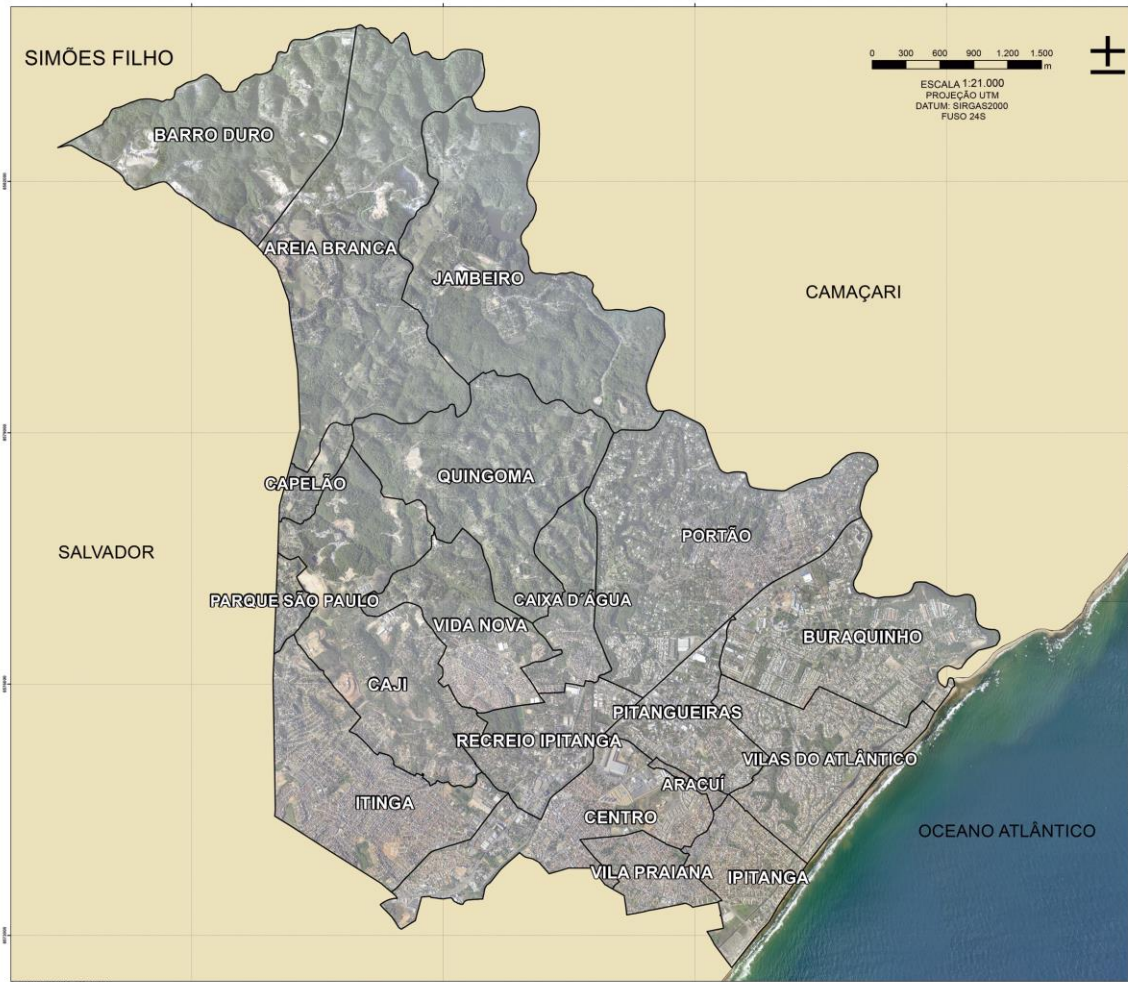 SIMÕES FILHO
0 300 600 900 1.200 1.500
m
ESCALA 1:21.000
PROJEÇÃO UTM
DATUM: SIRGAS2000
FUSO 24S
BARRO DURO
AREIA BRANCA
JAMBEIRO
CAMAÇARI
CAPELÃO
QUINGOMA
PORTÃO
SALVADOR
PARQUE SÃO PAULO
CAIXA D´ÁGUA
VIDA NOVA
BURAQUINHO
CAJI
PITANGUEIRAS
RECREIO IPITANGA
VILAS DO ATLÂNTICO
ARACUÍ
ITINGA
CENTRO
OCEANO ATLÂNTICO
VILA PRAIANA
IPITANGA